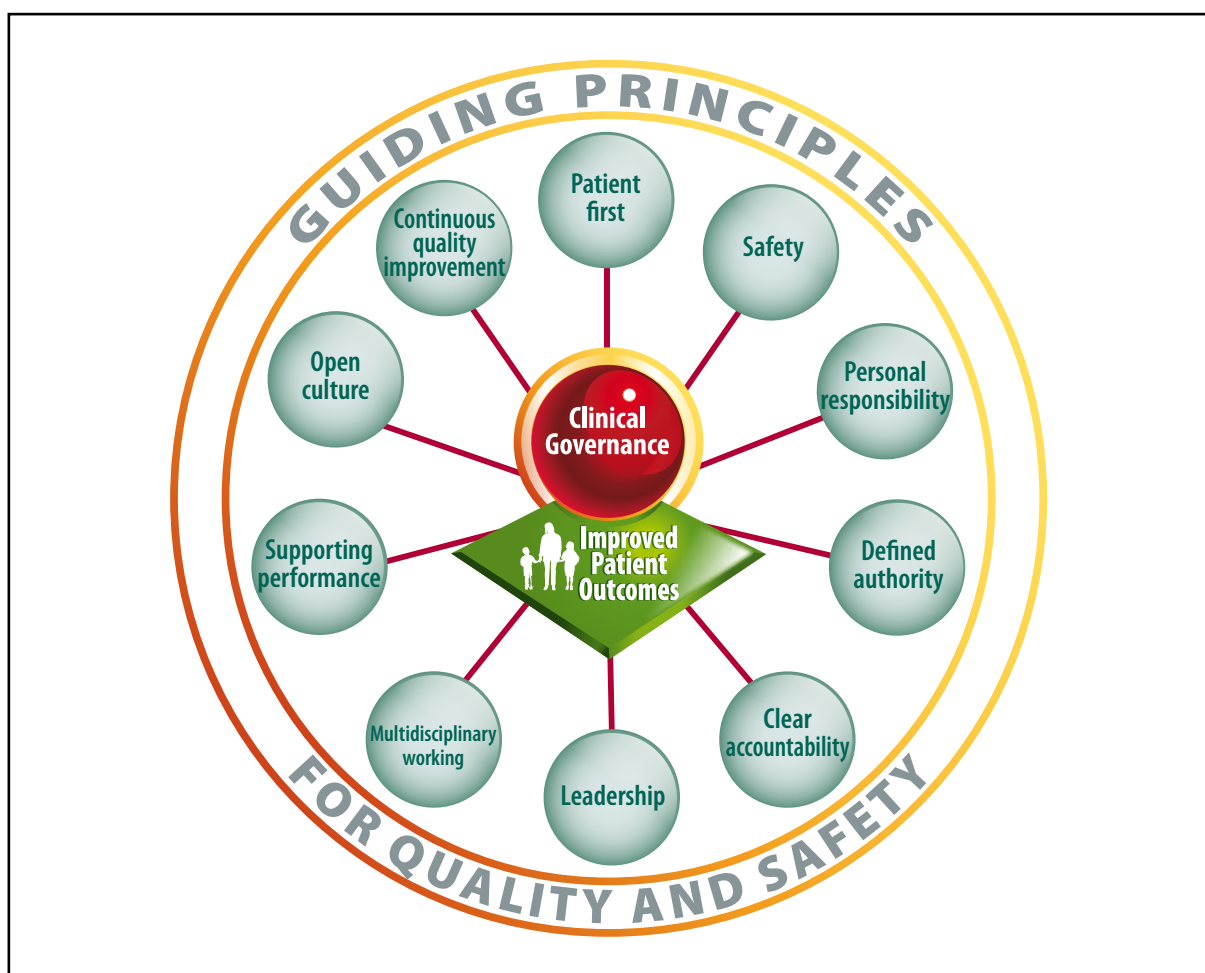 GUIDING PRINCIPLES
Patient
first
Safety
Personal
responsibility
Defined
authority
Clear
accountability
Leadership
Multidisciplinary
working
Supporting
performance
Open
culture
Continuous
quality
improvement
Clinical
Governance
Improved
Patient
Outcomes
FOR QUALITY AND SAFETY